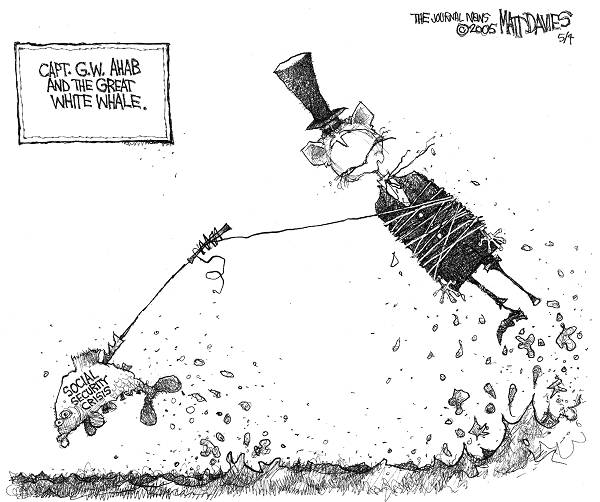 THE JOURNAL NEWS
©2005 MATT DAVIES
5/4
CAPT. G.W. AHAB
AND THE GREAT
WHITE WHALE.
SOCIAL
SECURITY
CRISIS